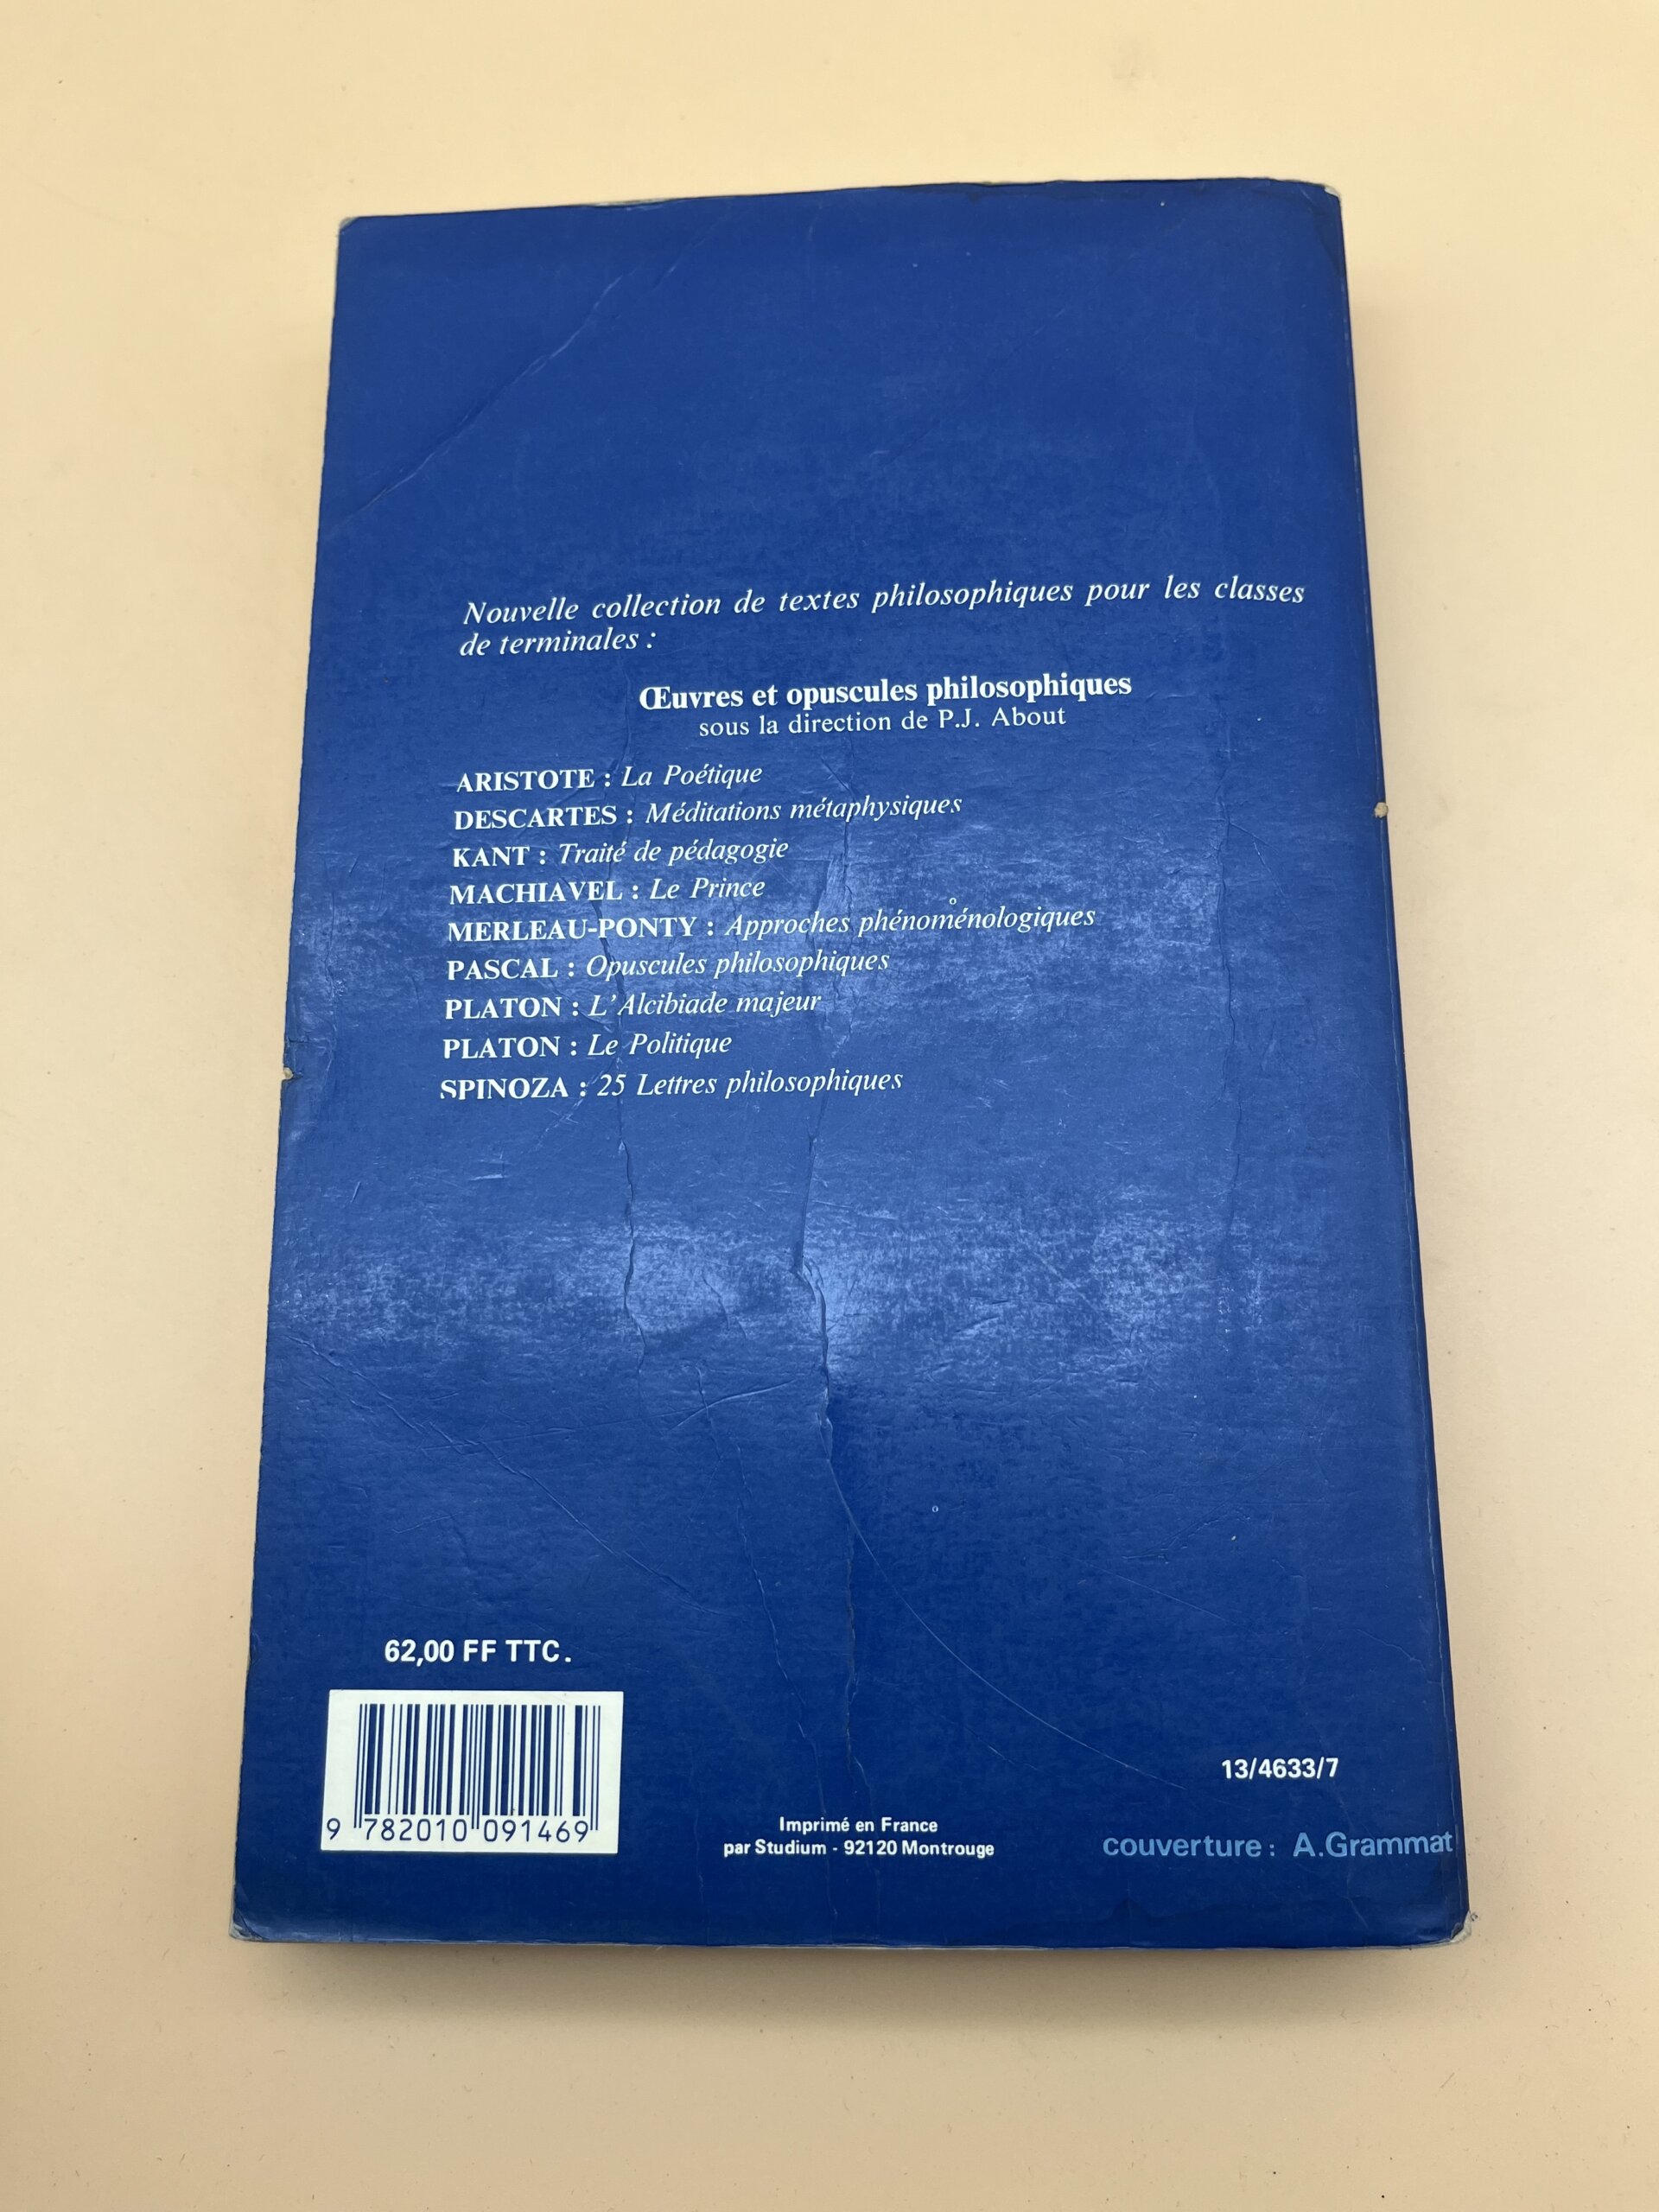 Nouvelle collection de textes philosophiques pour les classes
de terminales :
Œuvres et opuscules philosophiques
sous la direction de P.J. About
ARISTOTE : La Poétique
DESCARTES : Méditations métaphysiques
KANT : Traité de pédagogie
MACHIAVEL : Le Prince
MERLEAU-PONTY : Approches phénoménologiques
PASCAL : Opuscules philosophiques
PLATON : L'Alcibiade majeur
PLATON : Le Politique
SPINOZA : 25 Lettres philosophiques
62,00 FF TTC.
9 782010 091469
Imprimé en France
par Studium - 92120 Montrouge
13/4633/7
couverture : A.Grammat